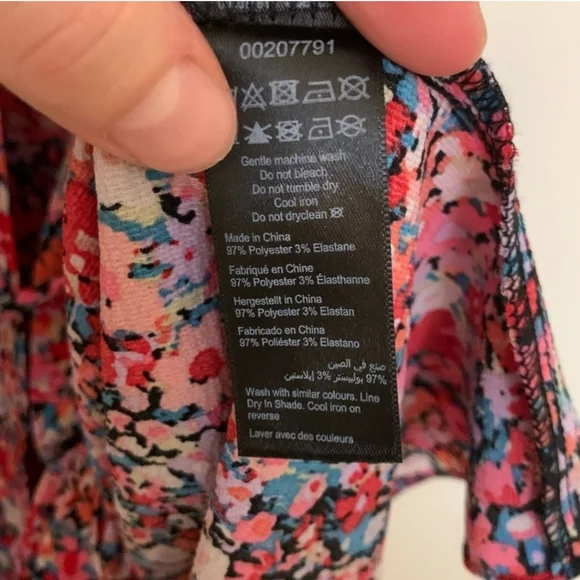 00207791
Gentle machine wash
Do not bleach
Do not tumble dry
Cool iron
Do not dryclean
Made in China
97% Polyester 3% Elastane
Fabriqué en Chine
97% Polyester 3% Élasthanne
Hergestellt in China
97% Polyester 3% Elastan
Fabricado en China
97% Poliéster 3% Elastano
صنع في الصين
97% بوليستر 3% إيلاستين
Wash with similar colours. Line
Dry In Shade. Cool iron on
reverse
Laver avec des couleurs